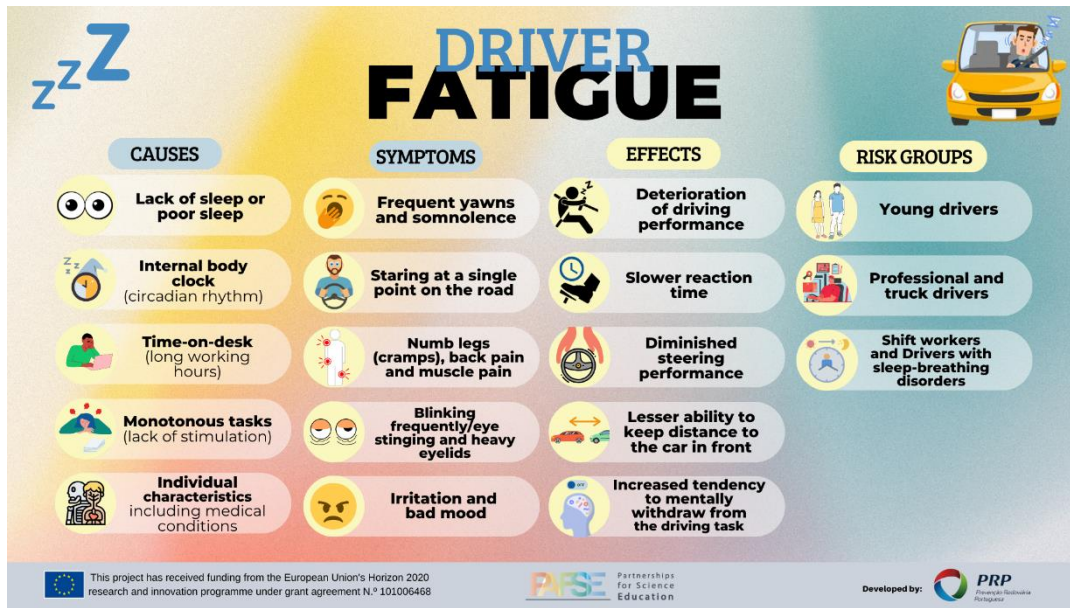 z z Z
DRIVER
FATIGUE
CAUSES
Lack of sleep or
poor sleep
Internal body
clock
(circadian rhythm)
Time-on-desk
(long working
hours)
Monotonous tasks
(lack of stimulation)
Individual
characteristics
including medical
conditions
SYMPTOMS
Frequent yawns
and somnolence
Staring at a single
point on the road
Numb legs
(cramps), back pain
and muscle pain
Blinking
frequently/eye
stinging and heavy
eyelids
Irritation and
bad mood
EFFECTS
Deterioration
of driving
performance
Slower reaction
time
Diminished
steering
performance
Lesser ability to
keep distance to
the car in front
OFF
Increased tendency
to mentally
withdraw from
the driving task
RISK GROUPS
Young drivers
Professional and
truck drivers
Shift workers
and Drivers with
sleep-breathing
disorders
This project has received funding from the European Union's Horizon 2020
research and innovation programme under grant agreement N.º 101006468
PAFSE
Partnerships
for Science
Education
Developed by:
PRP
Prevenção Rodoviária
Portuguesa